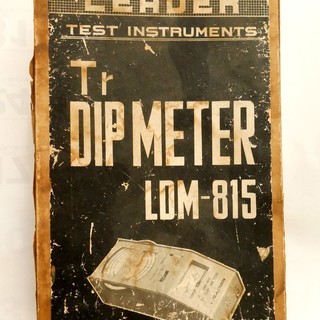 LEADER
TEST INSTRUMENTS
Tr
DIP METER
LDM-815